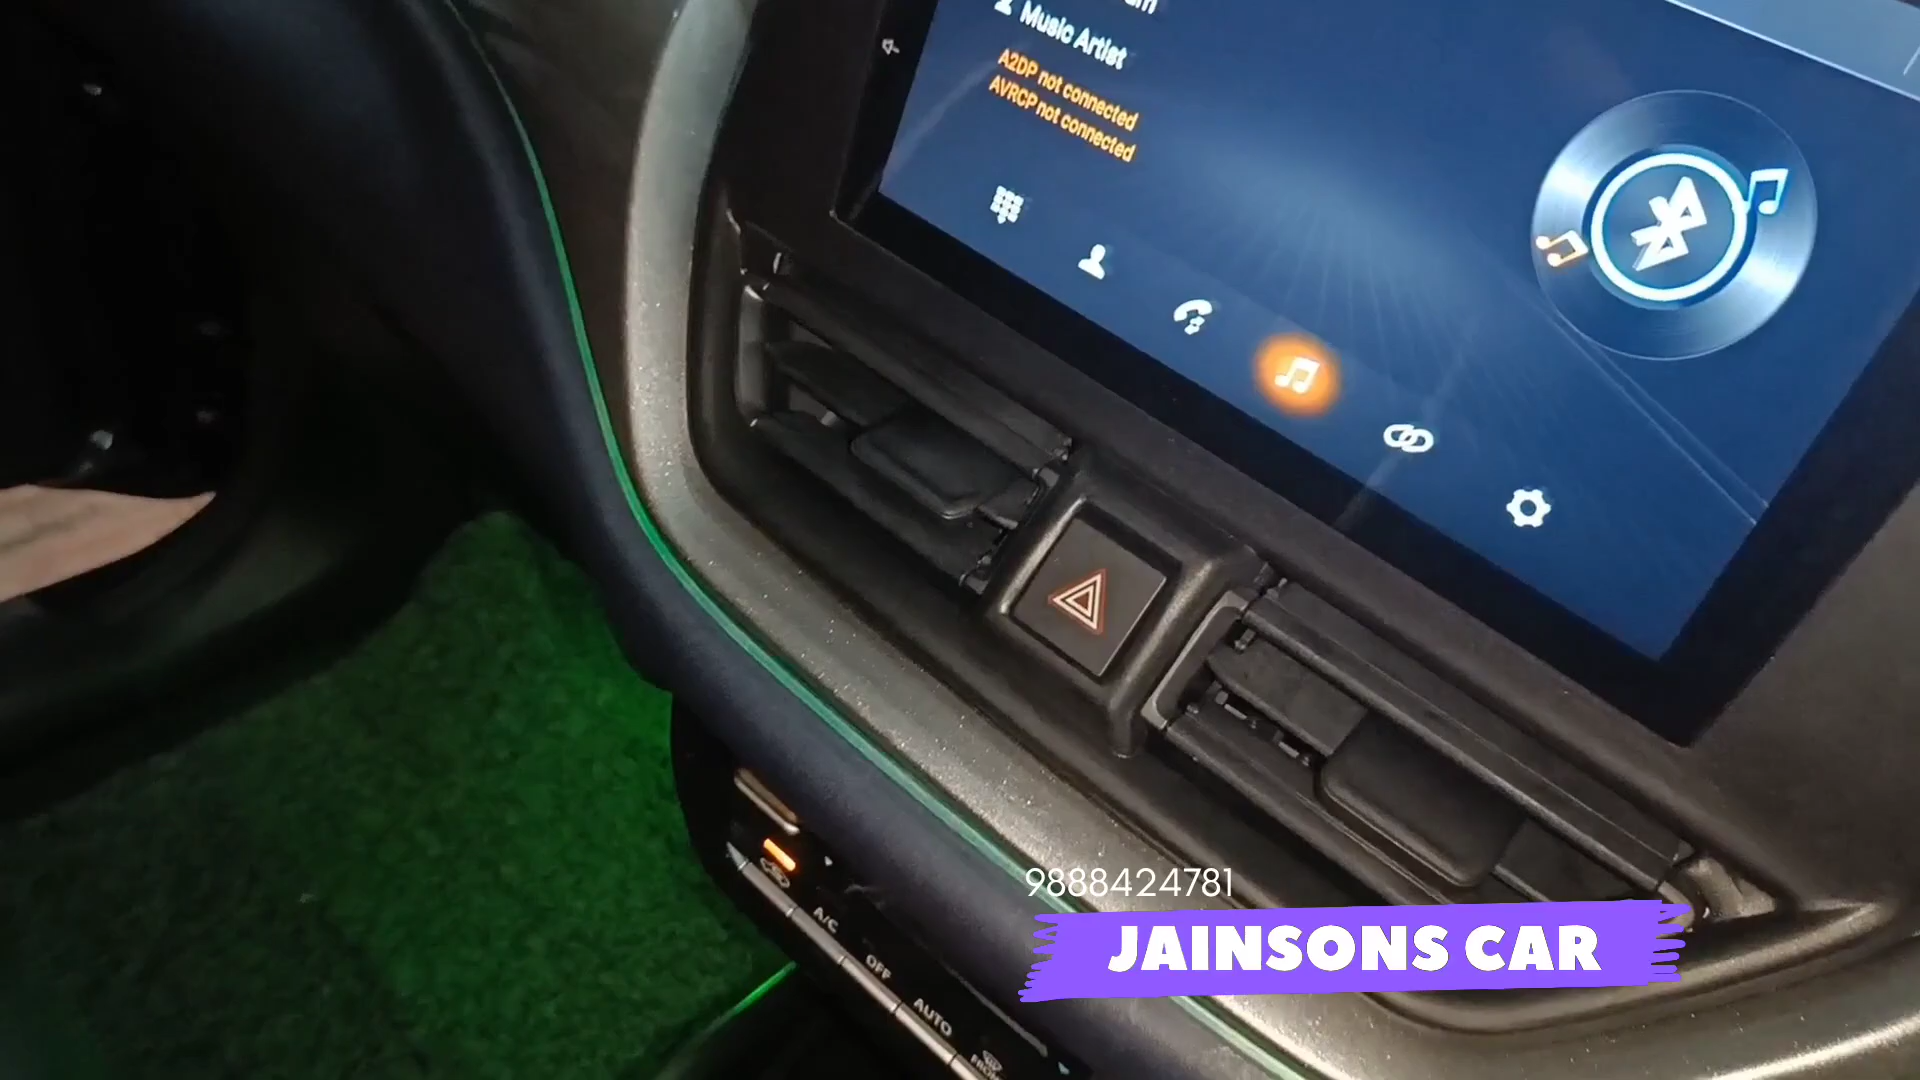 Music Artist
A2DP not connected
AVRCP not connected
A/C
OFF
AUTO
9888424781
JAINSONS CAR